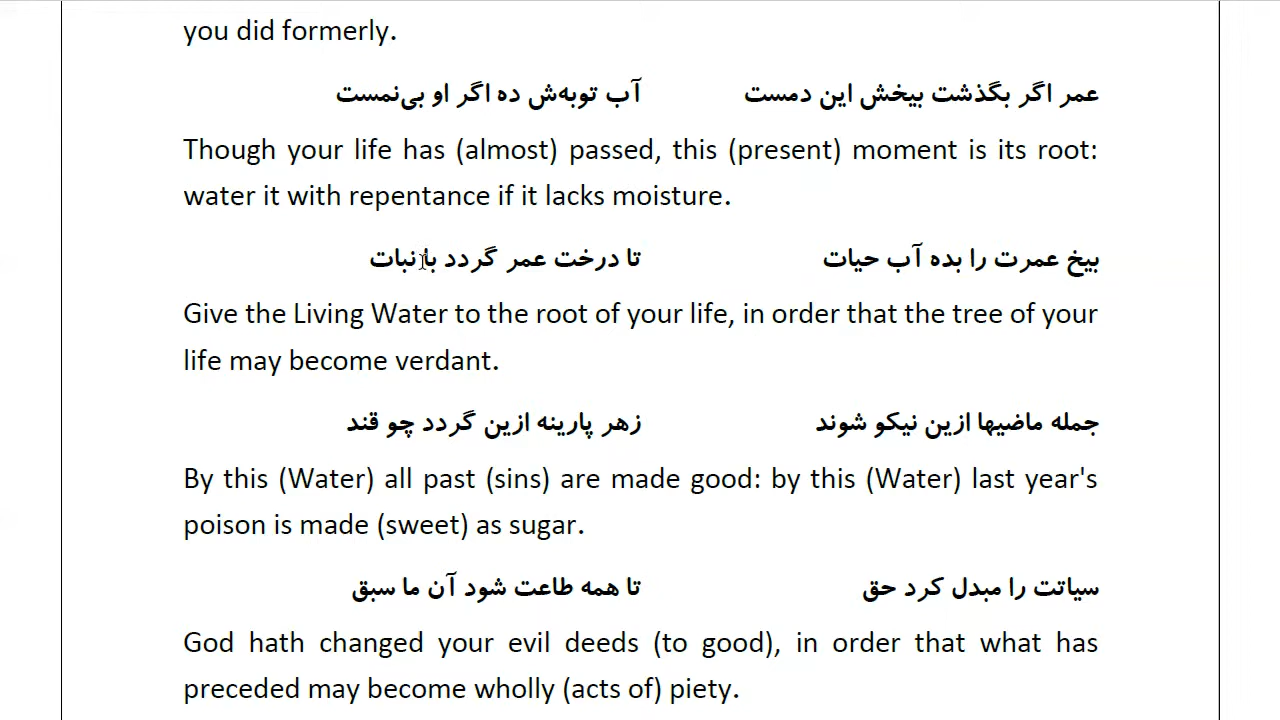 you did formerly.
عمر اگر بگذشت بیخش این دمست آب توبه‌ش ده اگر او بی‌نمست
Though your life has (almost) passed, this (present) moment is its root:
water it with repentance if it lacks moisture.
بیخ عمرت را بده آب حیات تا درخت عمر گردد با نبات
Give the Living Water to the root of your life, in order that the tree of your
life may become verdant.
جمله ماضیها ازین نیکو شوند زهر پارینه ازین گردد چو قند
By this (Water) all past (sins) are made good: by this (Water) last year's
poison is made (sweet) as sugar.
سیاتت را مبدل کرد حق تا همه طاعت شود آن ما سبق
God hath changed your evil deeds (to good), in order that what has
preceded may become wholly (acts of) piety.